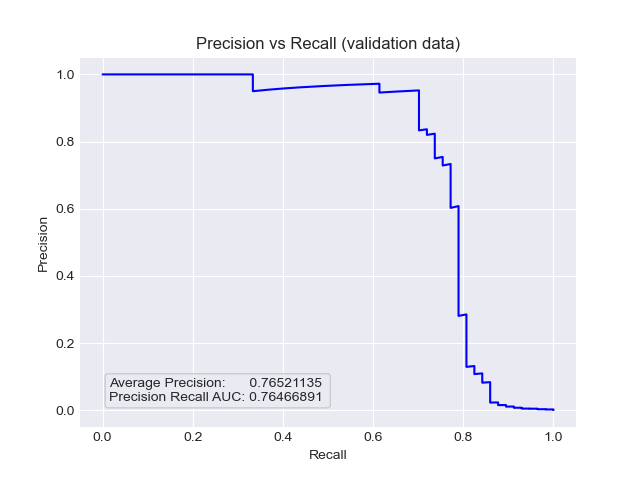 Precision vs Recall (validation data)
1.0
0.8
0.6
0.4
0.2
0.0
Precision
Average Precision: 0.76521135
Precision Recall AUC: 0.76466891
0.0 0.2 0.4 0.6 0.8 1.0
Recall